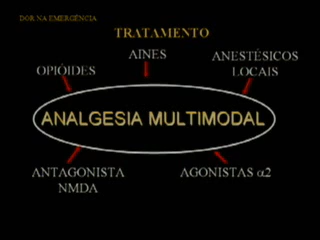 DOR NA EMERGÊNCIA
TRATAMENTO
AINES
OPIÓIDES
ANESTÉSICOS
LOCAIS
ANALGESIA MULTIMODAL
ANTAGONISTA
NMDA
AGONISTAS α2